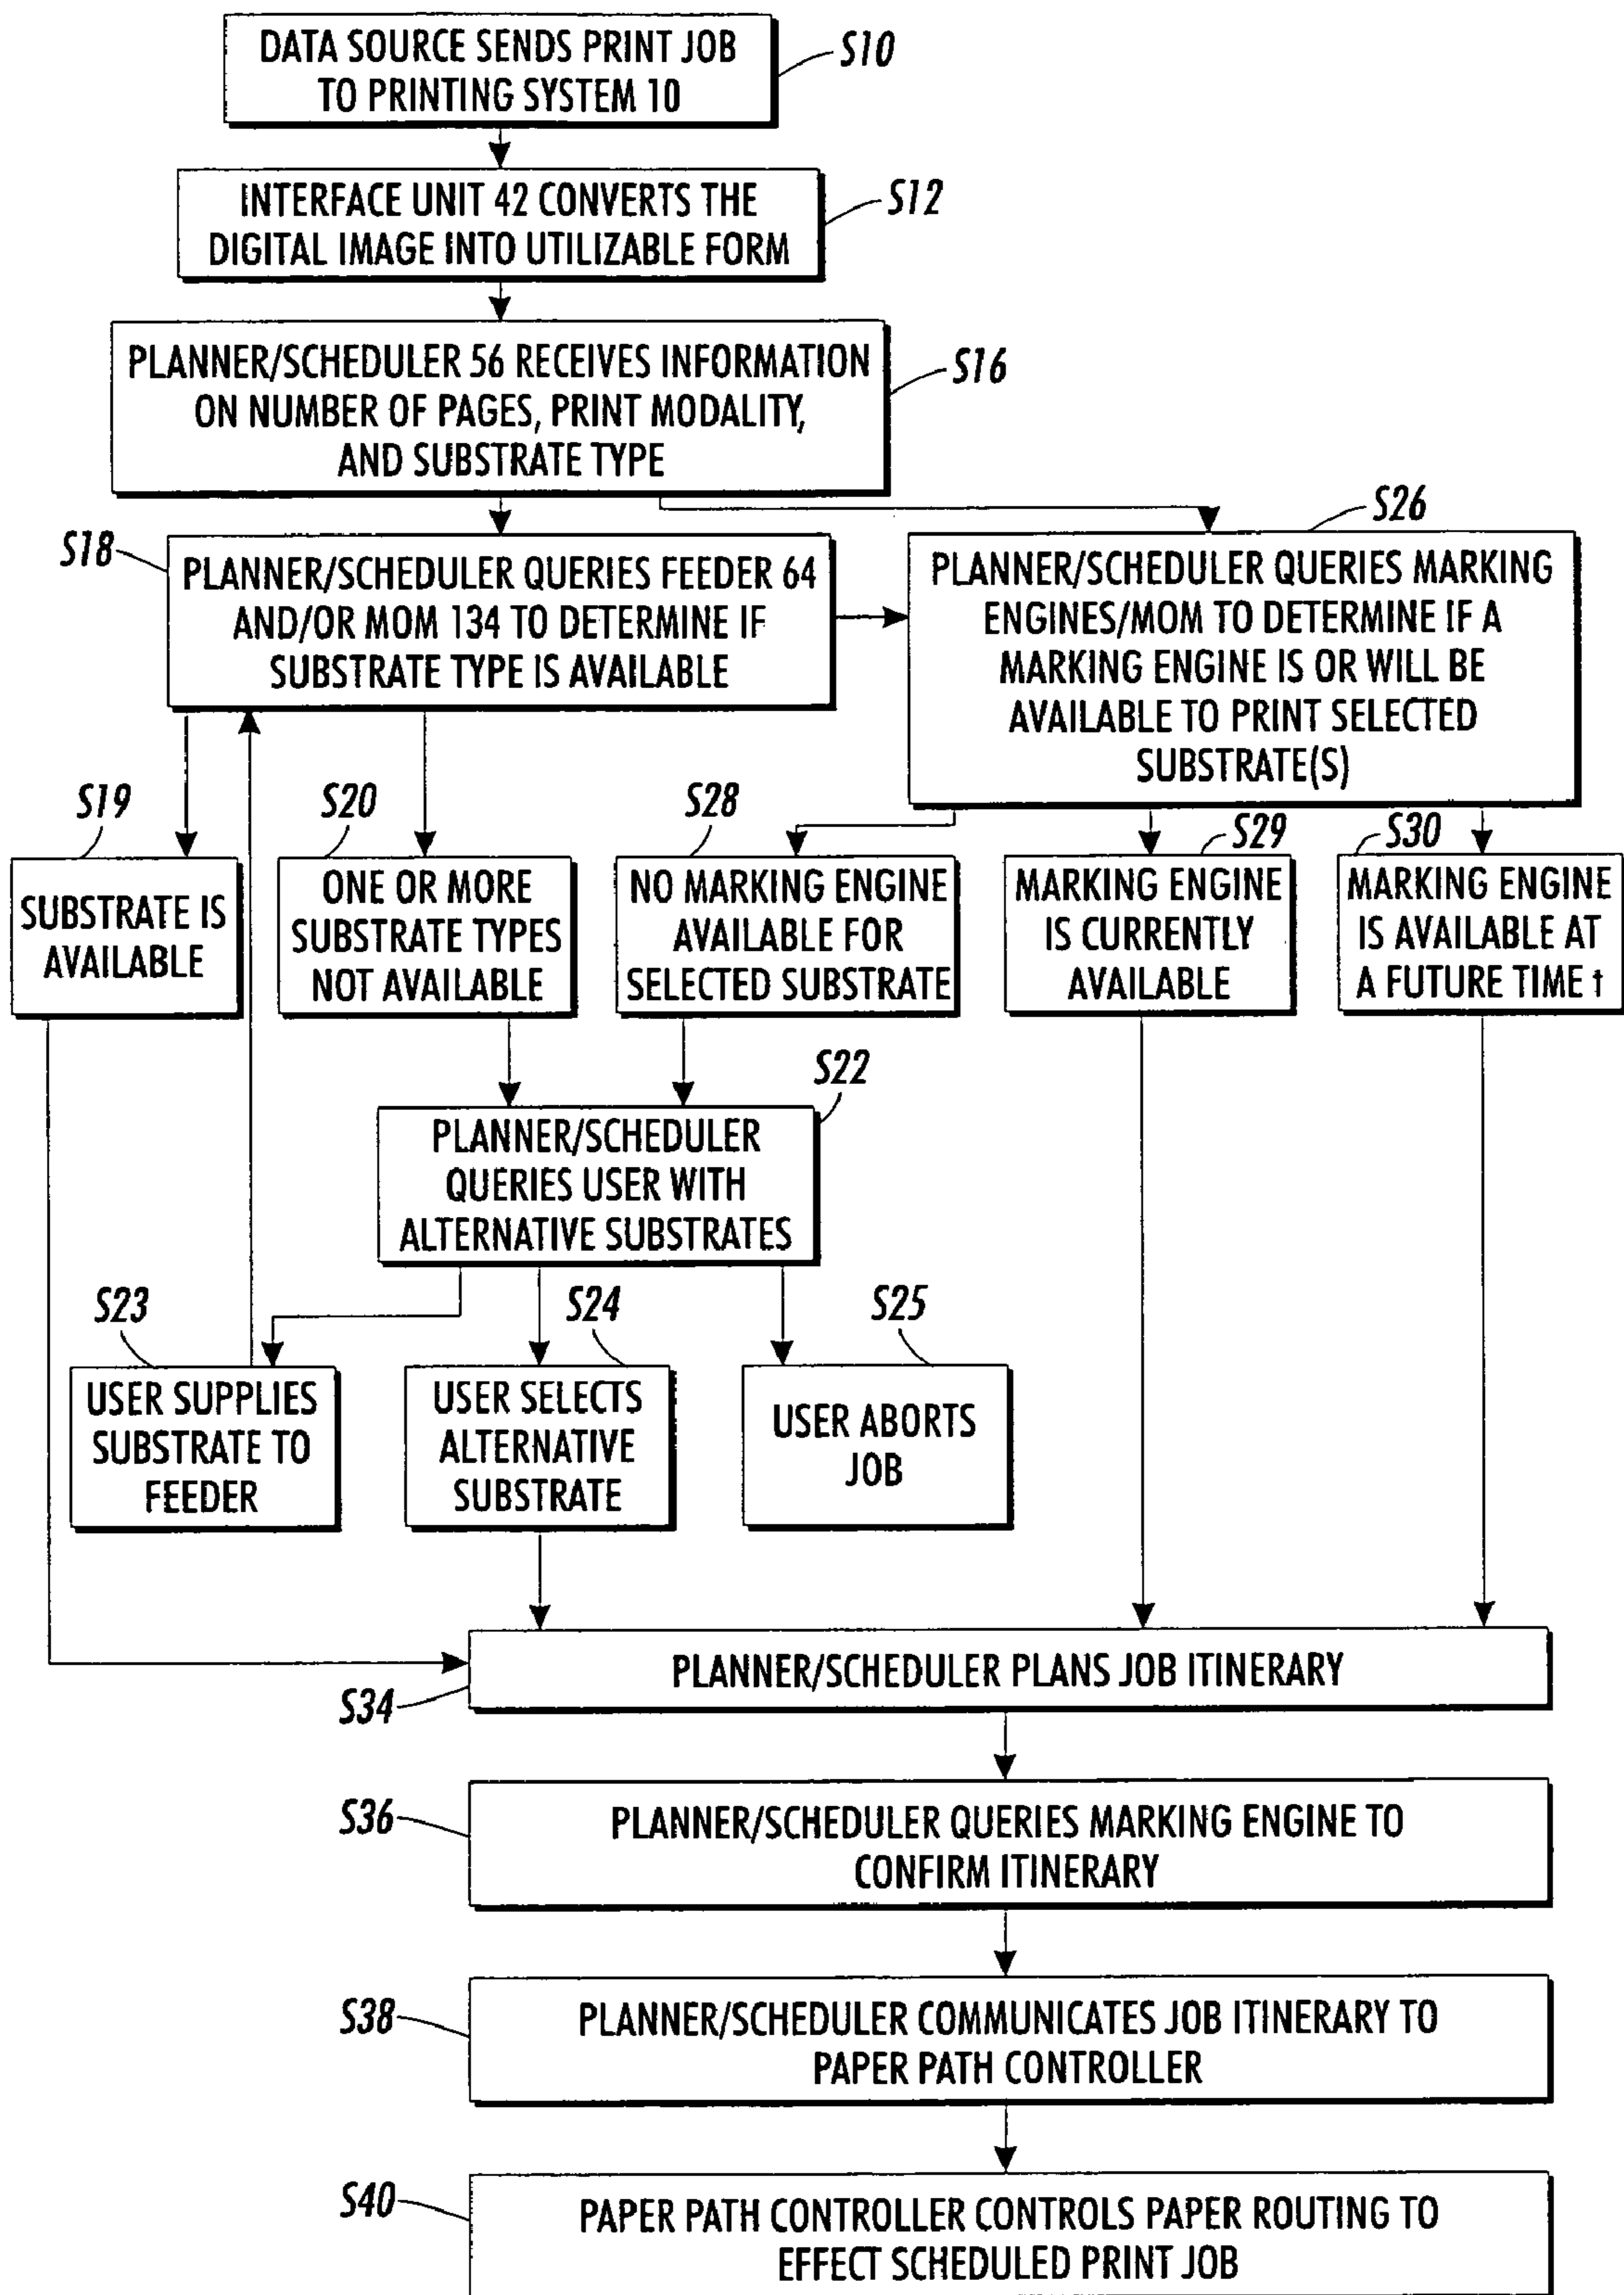 DATA SOURCE SENDS PRINT JOB
TO PRINTING SYSTEM 10
S10
INTERFACE UNIT 42 CONVERTS THE
DIGITAL IMAGE INTO UTILIZABLE FORM
S12
PLANNER/SCHEDULER 56 RECEIVES INFORMATION
ON NUMBER OF PAGES, PRINT MODALITY,
AND SUBSTRATE TYPE
S16
S18
PLANNER/SCHEDULER QUERIES FEEDER 64
AND/OR MOM 134 TO DETERMINE IF
SUBSTRATE TYPE IS AVAILABLE
S26
PLANNER/SCHEDULER QUERIES MARKING
ENGINES/MOM TO DETERMINE IF A
MARKING ENGINE IS OR WILL BE
AVAILABLE TO PRINT SELECTED
SUBSTRATE(S)
S19
SUBSTRATE IS
AVAILABLE
S20
ONE OR MORE
SUBSTRATE TYPES
NOT AVAILABLE
S28
NO MARKING ENGINE
AVAILABLE FOR
SELECTED SUBSTRATE
S29
MARKING ENGINE
IS CURRENTLY
AVAILABLE
S30
MARKING ENGINE
IS AVAILABLE AT
A FUTURE TIME t
S22
PLANNER/SCHEDULER
QUERIES USER WITH
ALTERNATIVE SUBSTRATES
S23
USER SUPPLIES
SUBSTRATE TO
FEEDER
S24
USER SELECTS
ALTERNATIVE
SUBSTRATE
S25
USER ABORTS
JOB
S34
PLANNER/SCHEDULER PLANS JOB ITINERARY
S36
PLANNER/SCHEDULER QUERIES MARKING ENGINE TO
CONFIRM ITINERARY
S38
PLANNER/SCHEDULER COMMUNICATES JOB ITINERARY TO
PAPER PATH CONTROLLER
S40
PAPER PATH CONTROLLER CONTROLS PAPER ROUTING TO
EFFECT SCHEDULED PRINT JOB